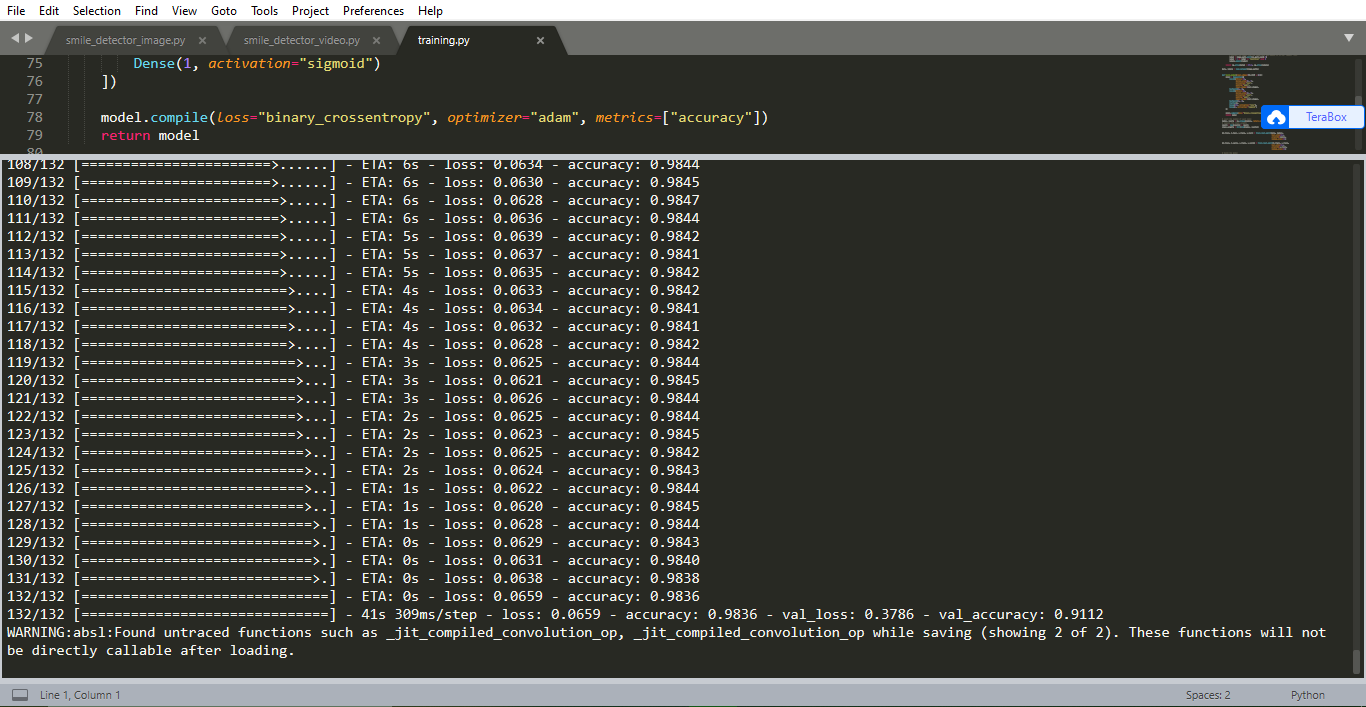 File Edit Selection Find View Goto Tools Project Preferences Help
smile_detector_image.py × smile_detector_video.py × training.py ×
75 Dense(1, activation="sigmoid")
76 ])
77
78 model.compile(loss="binary_crossentropy", optimizer="adam", metrics=["accuracy"])
79 return model
80
TeraBox
108/132 [=======================>......] - ETA: 6s - loss: 0.0634 - accuracy: 0.9844
109/132 [=======================>......] - ETA: 6s - loss: 0.0630 - accuracy: 0.9845
110/132 [========================>.....] - ETA: 6s - loss: 0.0628 - accuracy: 0.9847
111/132 [========================>.....] - ETA: 6s - loss: 0.0636 - accuracy: 0.9844
112/132 [========================>.....] - ETA: 5s - loss: 0.0639 - accuracy: 0.9842
113/132 [========================>.....] - ETA: 5s - loss: 0.0637 - accuracy: 0.9841
114/132 [========================>.....] - ETA: 5s - loss: 0.0635 - accuracy: 0.9842
115/132 [=========================>....] - ETA: 4s - loss: 0.0633 - accuracy: 0.9842
116/132 [=========================>....] - ETA: 4s - loss: 0.0634 - accuracy: 0.9841
117/132 [=========================>....] - ETA: 4s - loss: 0.0632 - accuracy: 0.9841
118/132 [=========================>....] - ETA: 4s - loss: 0.0628 - accuracy: 0.9842
119/132 [==========================>...] - ETA: 3s - loss: 0.0625 - accuracy: 0.9844
120/132 [==========================>...] - ETA: 3s - loss: 0.0621 - accuracy: 0.9845
121/132 [==========================>...] - ETA: 3s - loss: 0.0626 - accuracy: 0.9844
122/132 [==========================>...] - ETA: 2s - loss: 0.0625 - accuracy: 0.9844
123/132 [==========================>...] - ETA: 2s - loss: 0.0623 - accuracy: 0.9845
124/132 [===========================>..] - ETA: 2s - loss: 0.0625 - accuracy: 0.9842
125/132 [===========================>..] - ETA: 2s - loss: 0.0624 - accuracy: 0.9843
126/132 [===========================>..] - ETA: 1s - loss: 0.0622 - accuracy: 0.9844
127/132 [===========================>..] - ETA: 1s - loss: 0.0620 - accuracy: 0.9845
128/132 [============================>.] - ETA: 1s - loss: 0.0628 - accuracy: 0.9844
129/132 [============================>.] - ETA: 0s - loss: 0.0629 - accuracy: 0.9843
130/132 [============================>.] - ETA: 0s - loss: 0.0631 - accuracy: 0.9840
131/132 [============================>.] - ETA: 0s - loss: 0.0638 - accuracy: 0.9838
132/132 [==============================] - ETA: 0s - loss: 0.0659 - accuracy: 0.9836
132/132 [==============================] - 41s 309ms/step - loss: 0.0659 - accuracy: 0.9836 - val_loss: 0.3786 - val_accuracy: 0.9112
WARNING:absl:Found untraced functions such as _jit_compiled_convolution_op, _jit_compiled_convolution_op while saving (showing 2 of 2). These functions will not
be directly callable after loading.
Line 1, Column 1 Spaces: 2 Python